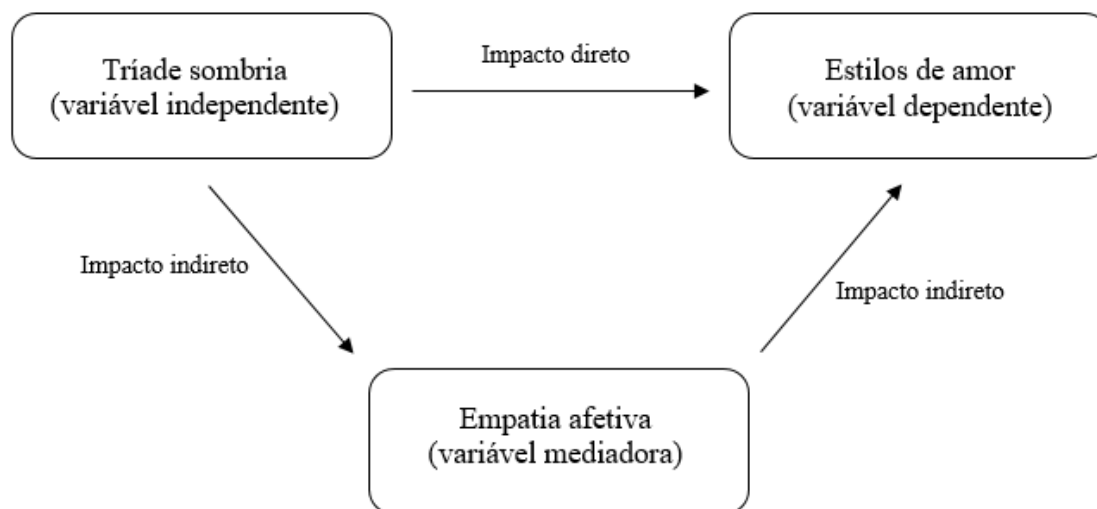 Tríade sombria
(variável independente)
Impacto direto
Estilos de amor
(variável dependente)
Impacto indireto
Impacto indireto
Empatia afetiva
(variável mediadora)